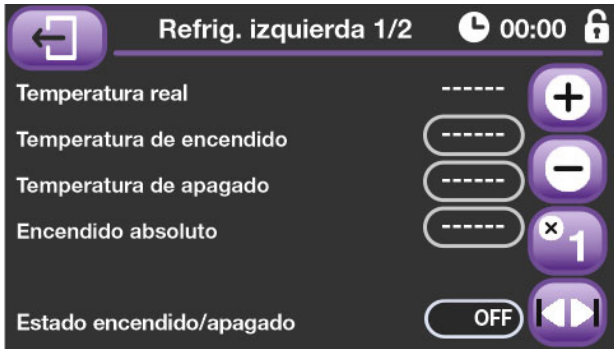 Refrig. izquierda 1/2 00:00
Temperatura real ------
Temperatura de encendido ------
Temperatura de apagado ------
Encendido absoluto ------
×1
Estado encendido/apagado OFF